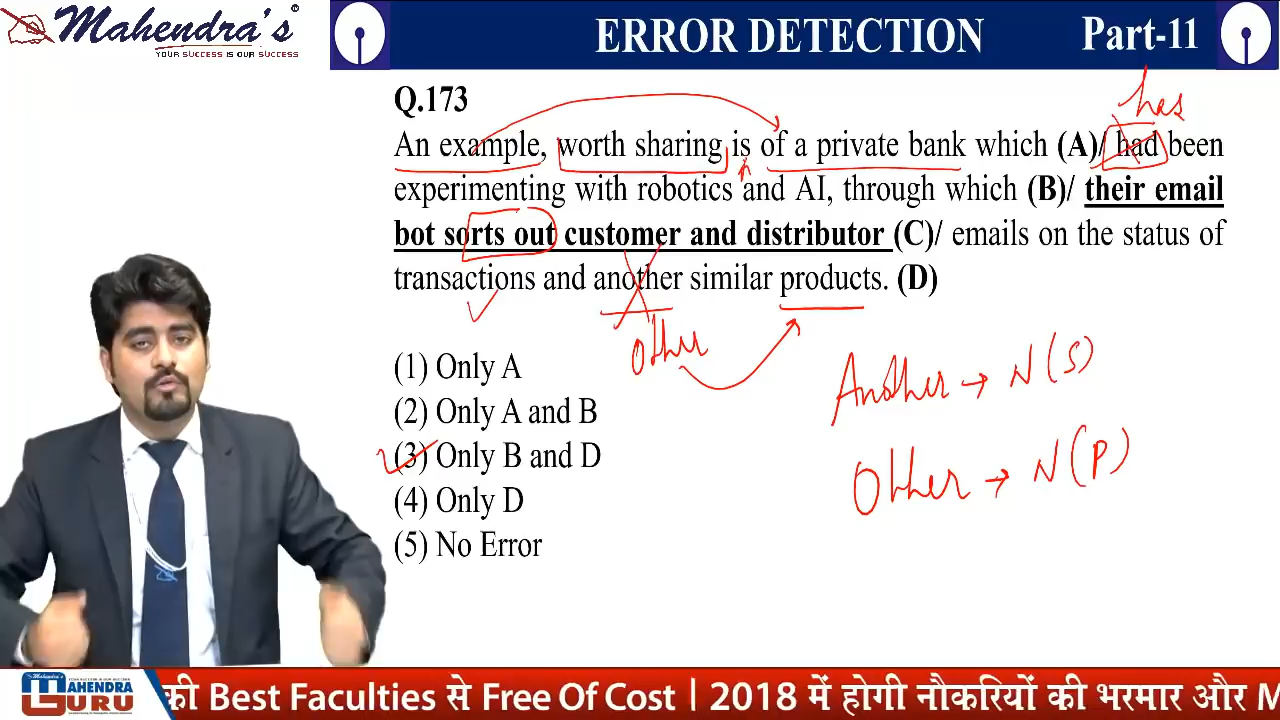 Mahendra's
YOUR SUCCESS IS OUR SUCCESS
ERROR DETECTION
Part-11
Q.173
has
An example, worth sharing is of a private bank which (A)/ had been
experimenting with robotics and AI, through which (B)/ their email
bot sorts out customer and distributor (C)/ emails on the status of
transactions and another similar products. (D)
Other
(1) Only A
(2) Only A and B
(3) Only B and D
(4) Only D
(5) No Error
Another → N(S)
Other → N(P)
MAHENDRA
GURU
की Best Faculties से Free Of Cost | 2018 में होगी नौकरियों की भरमार और M